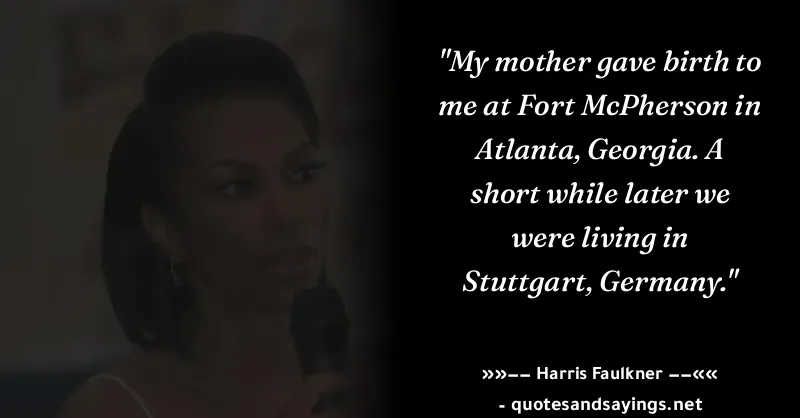 "My mother gave birth to
me at Fort McPherson in
Atlanta, Georgia. A
short while later we
were living in
Stuttgart, Germany."
»»–– Harris Faulkner ––««
- quotesandsayings.net